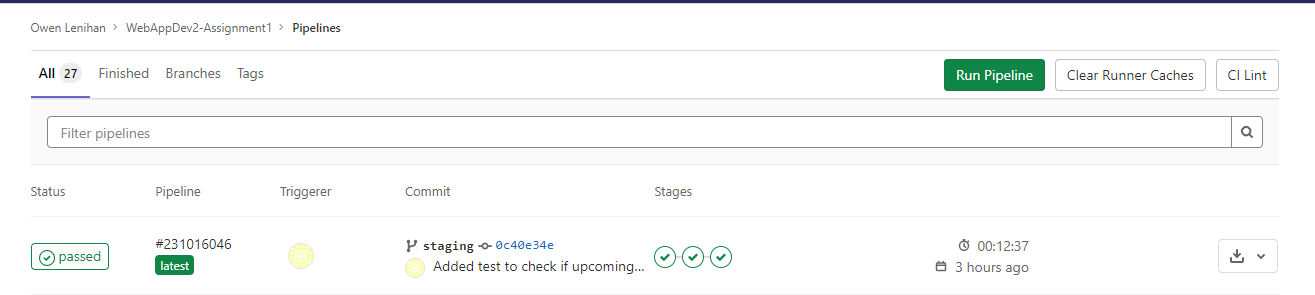 Owen Lenihan > WebAppDev2-Assignment1 > Pipelines
All 27 Finished Branches Tags Run Pipeline Clear Runner Caches CI Lint
Filter pipelines
Status Pipeline Triggerer Commit Stages
passed #231016046 staging 0c40e34e 00:12:37
latest Added test to check if upcoming... 3 hours ago